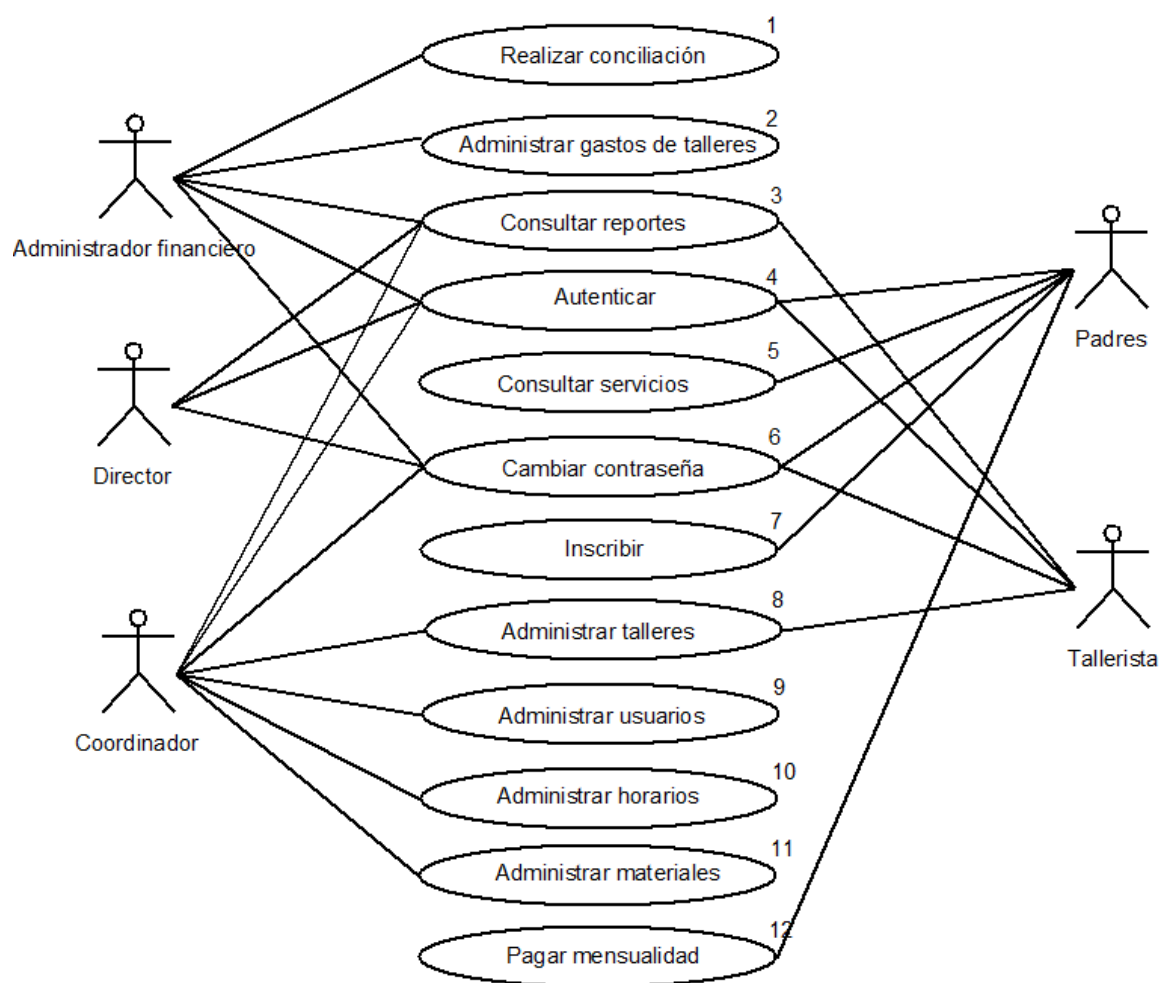 1
Realizar conciliación
2
Administrar gastos de talleres
3
Consultar reportes
Administrador financiero
4
Autenticar
Padres
5
Consultar servicios
Director
6
Cambiar contraseña
7
Inscribir
8
Administrar talleres
Tallerista
9
Administrar usuarios
Coordinador
10
Administrar horarios
11
Administrar materiales
12
Pagar mensualidad